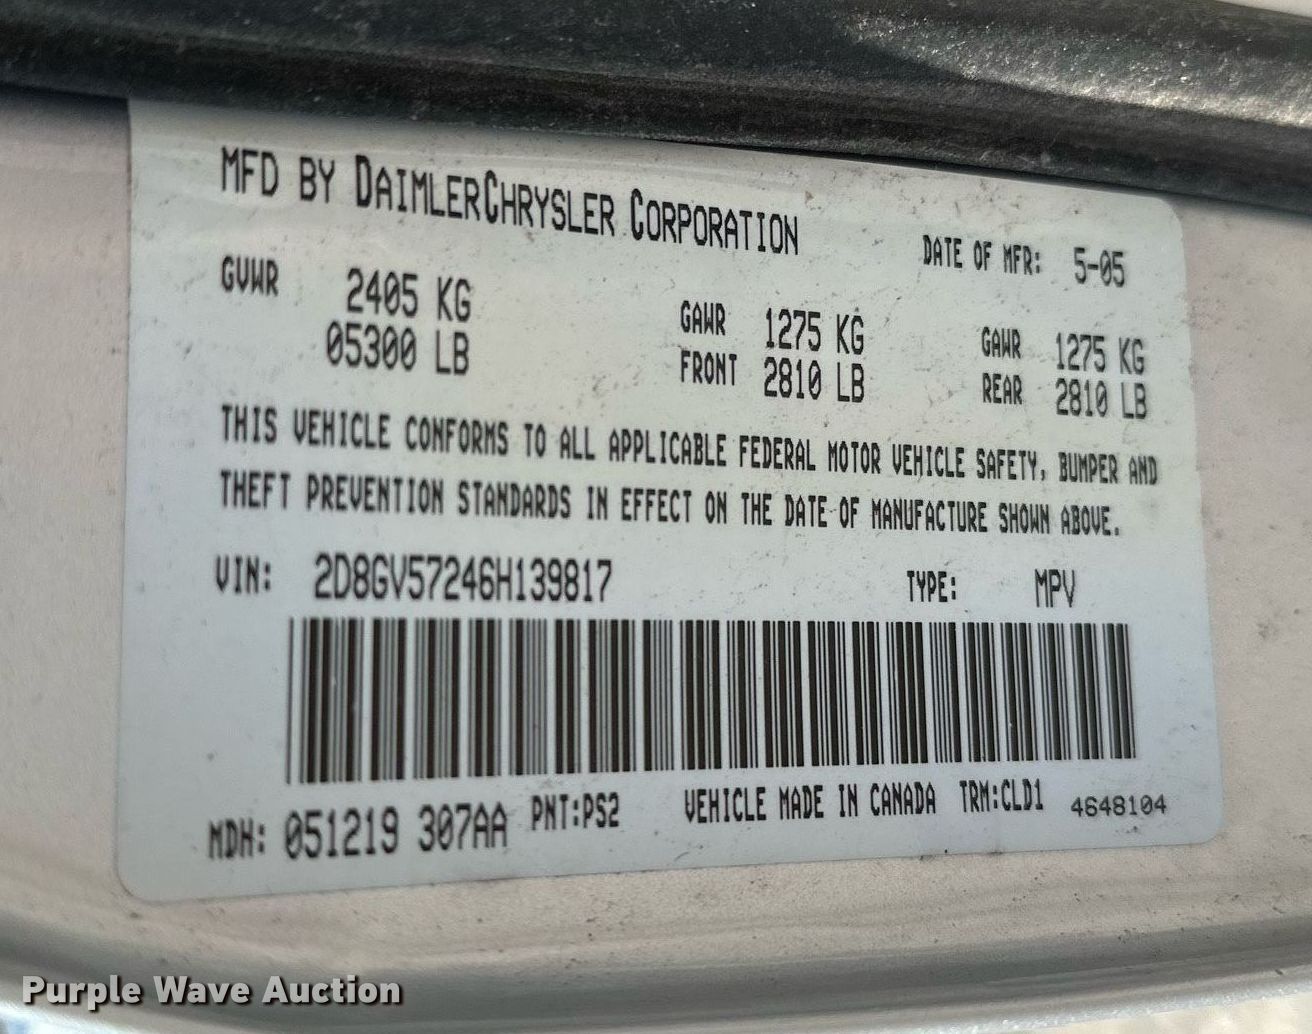 MFD BY DAIMLERCHRYSLER CORPORATION
DATE OF MFR: 5-05
GVWR 2405 KG
05300 LB
GAWR 1275 KG
FRONT 2810 LB
GAWR 1275 KG
REAR 2810 LB
THIS VEHICLE CONFORMS TO ALL APPLICABLE FEDERAL MOTOR VEHICLE SAFETY, BUMPER AND
THEFT PREVENTION STANDARDS IN EFFECT ON THE DATE OF MANUFACTURE SHOWN ABOVE.
VIN: 2D8GV57246H139817 TYPE: MPV
MDH: 051219 307AA PNT:PS2 VEHICLE MADE IN CANADA TRM:CLD1 4648104
Purple Wave Auction